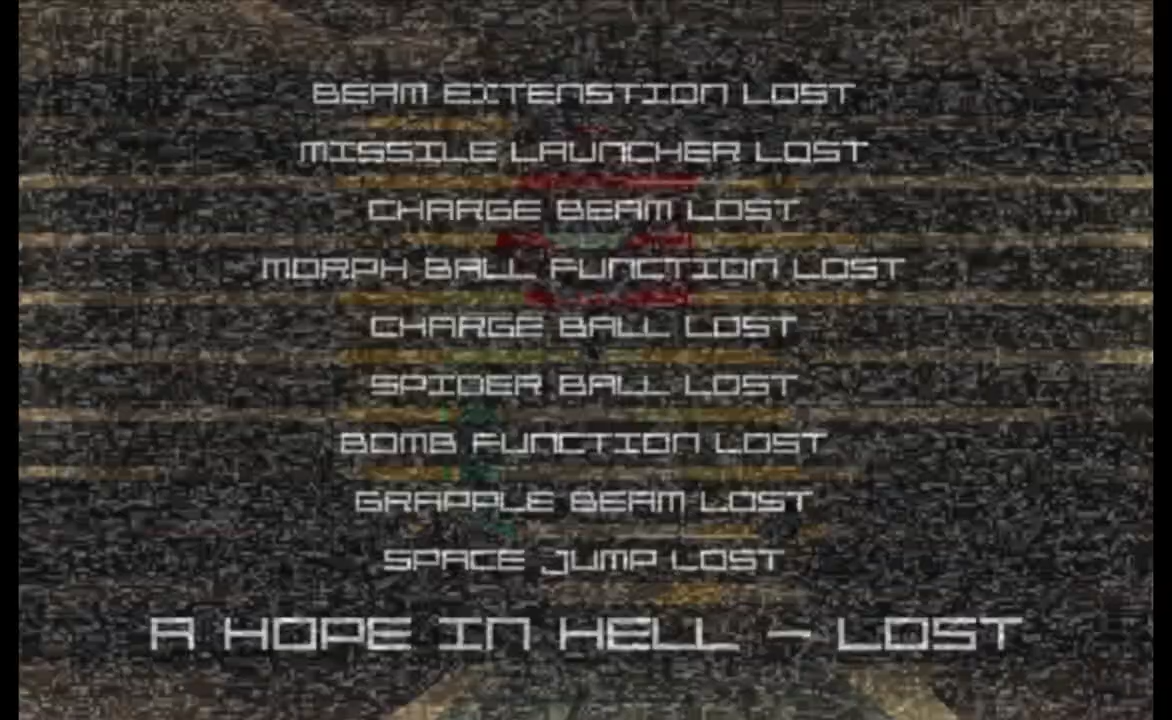 BEAM EXTENSTION LOST
MISSILE LAUNCHER LOST
CHARGE BEAM LOST
MORPH BALL FUNCTION LOST
CHARGE BALL LOST
SPIDER BALL LOST
BOMB FUNCTION LOST
GRAPPLE BEAM LOST
SPACE JUMP LOST
A HOPE IN HELL - LOST